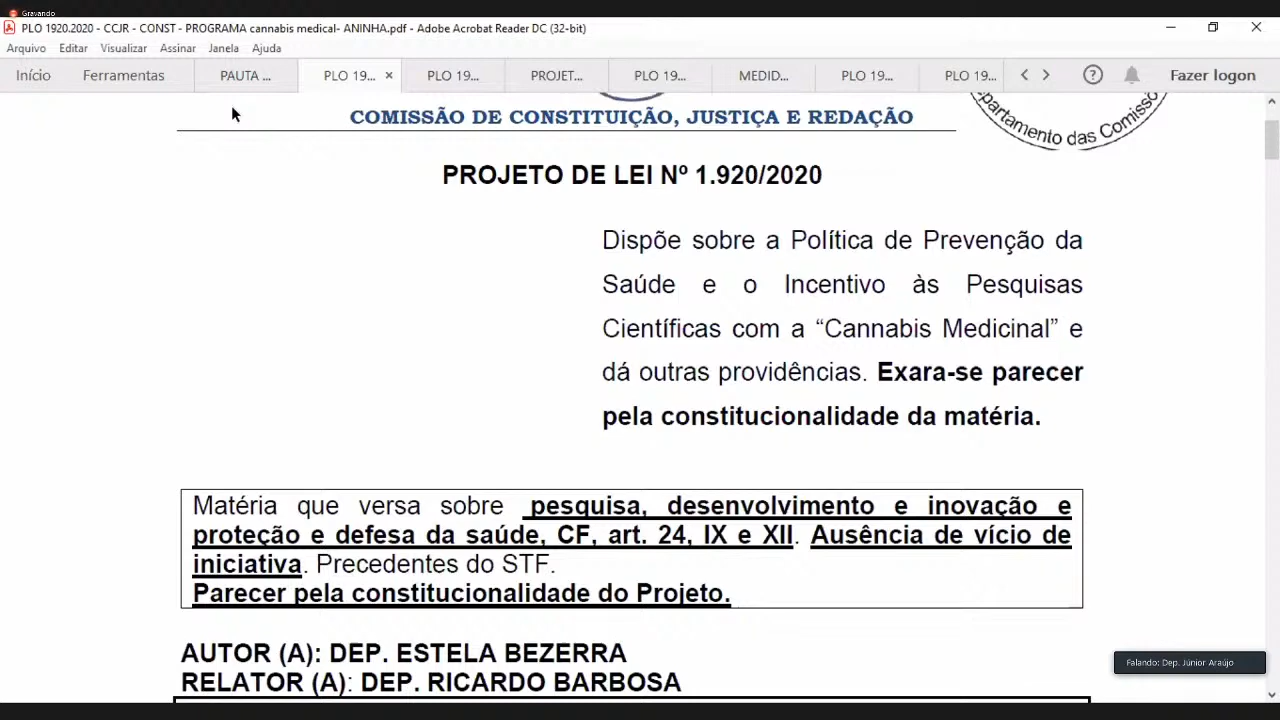 Gravando
PLO 1920.2020 - CCJR - CONST - PROGRAMA cannabis medical- ANINHA.pdf - Adobe Acrobat Reader DC (32-bit)
Arquivo Editar Visualizar Assinar Janela Ajuda
Início Ferramentas PAUTA ... PLO 19... × PLO 19... PROJET... PLO 19... MEDID... PLO 19... PLO 19... Fazer logon
COMISSÃO DE CONSTITUIÇÃO, JUSTIÇA E REDAÇÃO
partamento das Comisso
PROJETO DE LEI Nº 1.920/2020
Dispõe sobre a Política de Prevenção da
Saúde e o Incentivo às Pesquisas
Científicas com a “Cannabis Medicinal” e
dá outras providências. Exara-se parecer
pela constitucionalidade da matéria.
Matéria que versa sobre pesquisa, desenvolvimento e inovação e
proteção e defesa da saúde, CF, art. 24, IX e XII. Ausência de vício de
iniciativa. Precedentes do STF.
Parecer pela constitucionalidade do Projeto.
AUTOR (A): DEP. ESTELA BEZERRA
RELATOR (A): DEP. RICARDO BARBOSA
Falando: Dep. Júnior Araújo